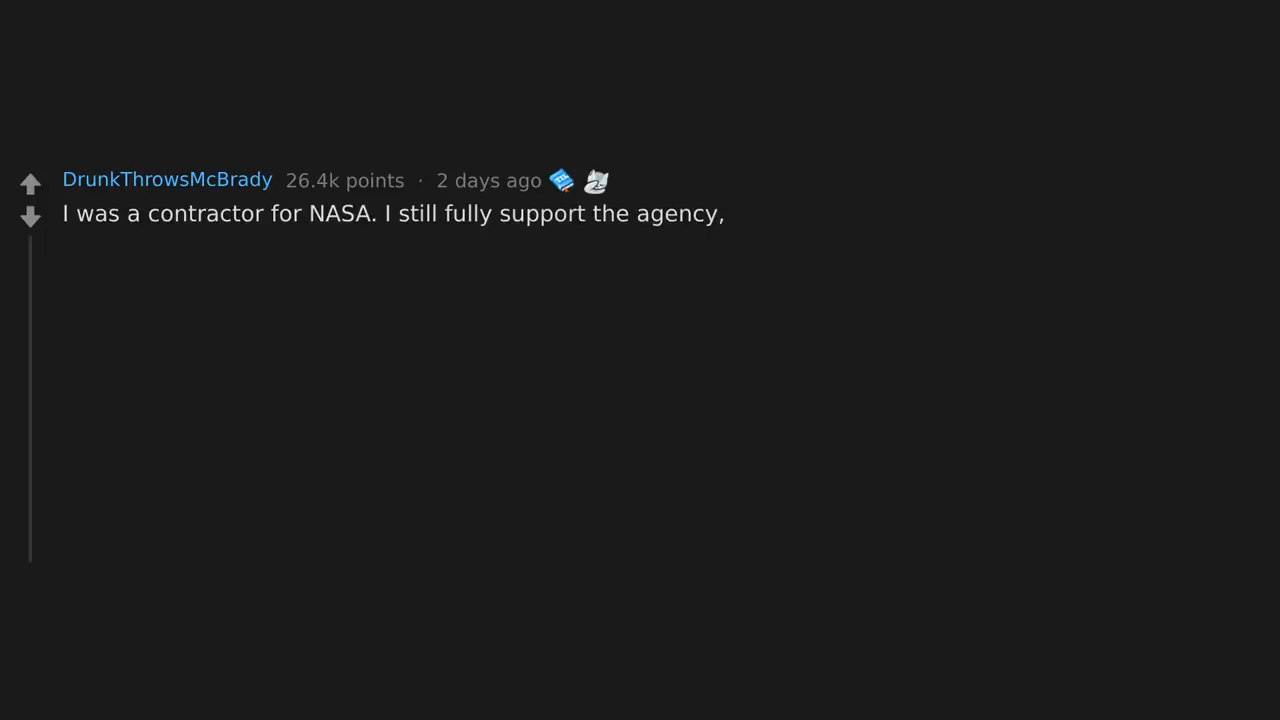 DrunkThrowsMcBrady 26.4k points · 2 days ago
I was a contractor for NASA. I still fully support the agency,